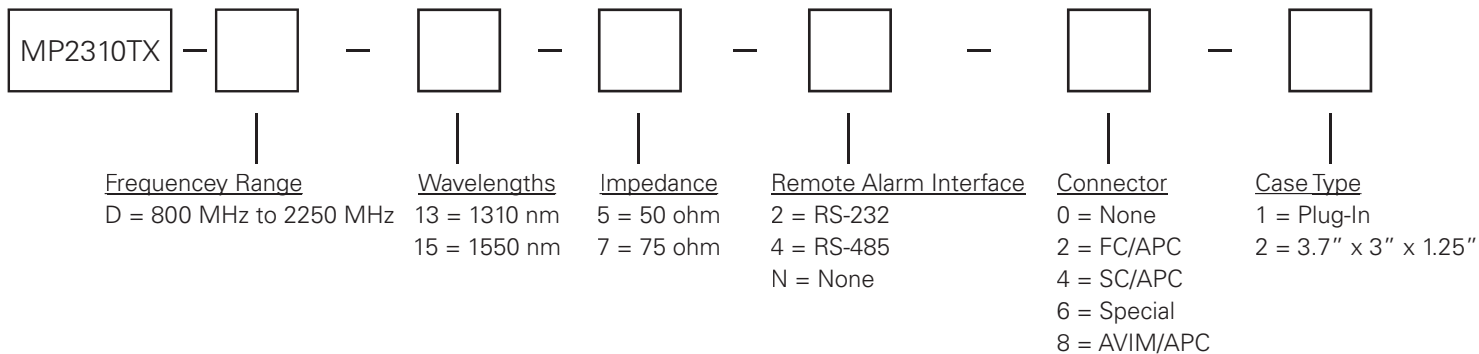 MP2310TX – – – – – –
Frequencey Range
D = 800 MHz to 2250 MHz
Wavelengths
13 = 1310 nm
15 = 1550 nm
Impedance
5 = 50 ohm
7 = 75 ohm
Remote Alarm Interface
2 = RS-232
4 = RS-485
N = None
Connector
0 = None
2 = FC/APC
4 = SC/APC
6 = Special
8 = AVIM/APC
Case Type
1 = Plug-In
2 = 3.7” x 3” x 1.25”